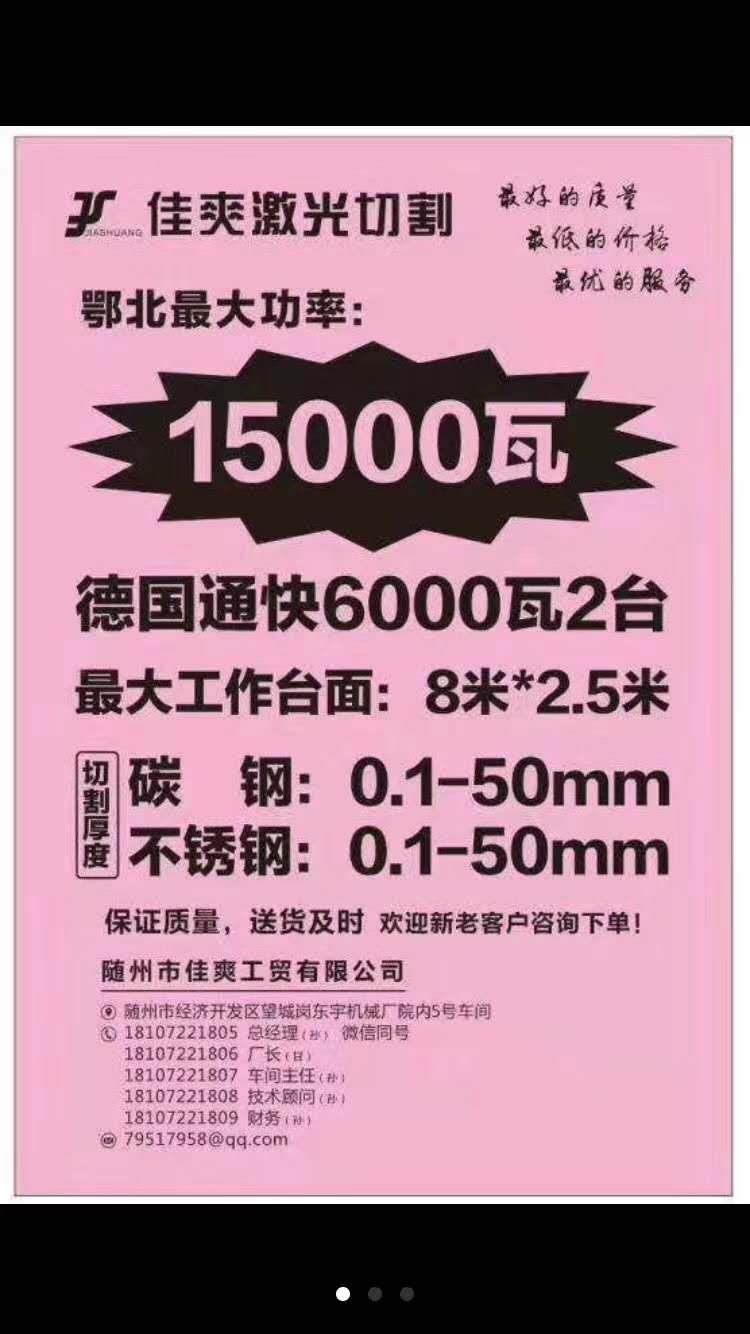 JIASHUANG
佳爽激光切割
最好的质量
最低的价格
最优的服务
鄂北最大功率：
15000瓦
德国通快6000瓦2台
最大工作台面：8米*2.5米
切割厚度
碳 钢：0.1-50mm
不锈钢：0.1-50mm
保证质量，送货及时 欢迎新老客户咨询下单！
随州市佳爽工贸有限公司
随州市经济开发区望城岗东宇机械厂院内5号车间
18107221805 总经理（孙） 微信同号
18107221806 厂长
18107221807 车间主任（孙）
18107221808 技术顾问（孙）
18107221809 财务（孙）
79517958@qq.com